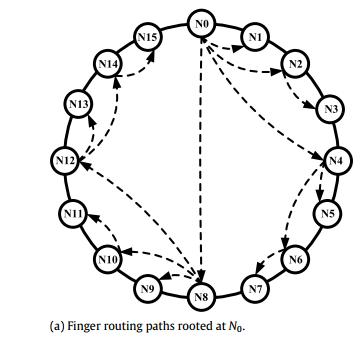 N0
N1
N2
N3
N4
N5
N6
N7
N8
N9
N10
N11
N12
N13
N14
N15
(a) Finger routing paths rooted at N0.